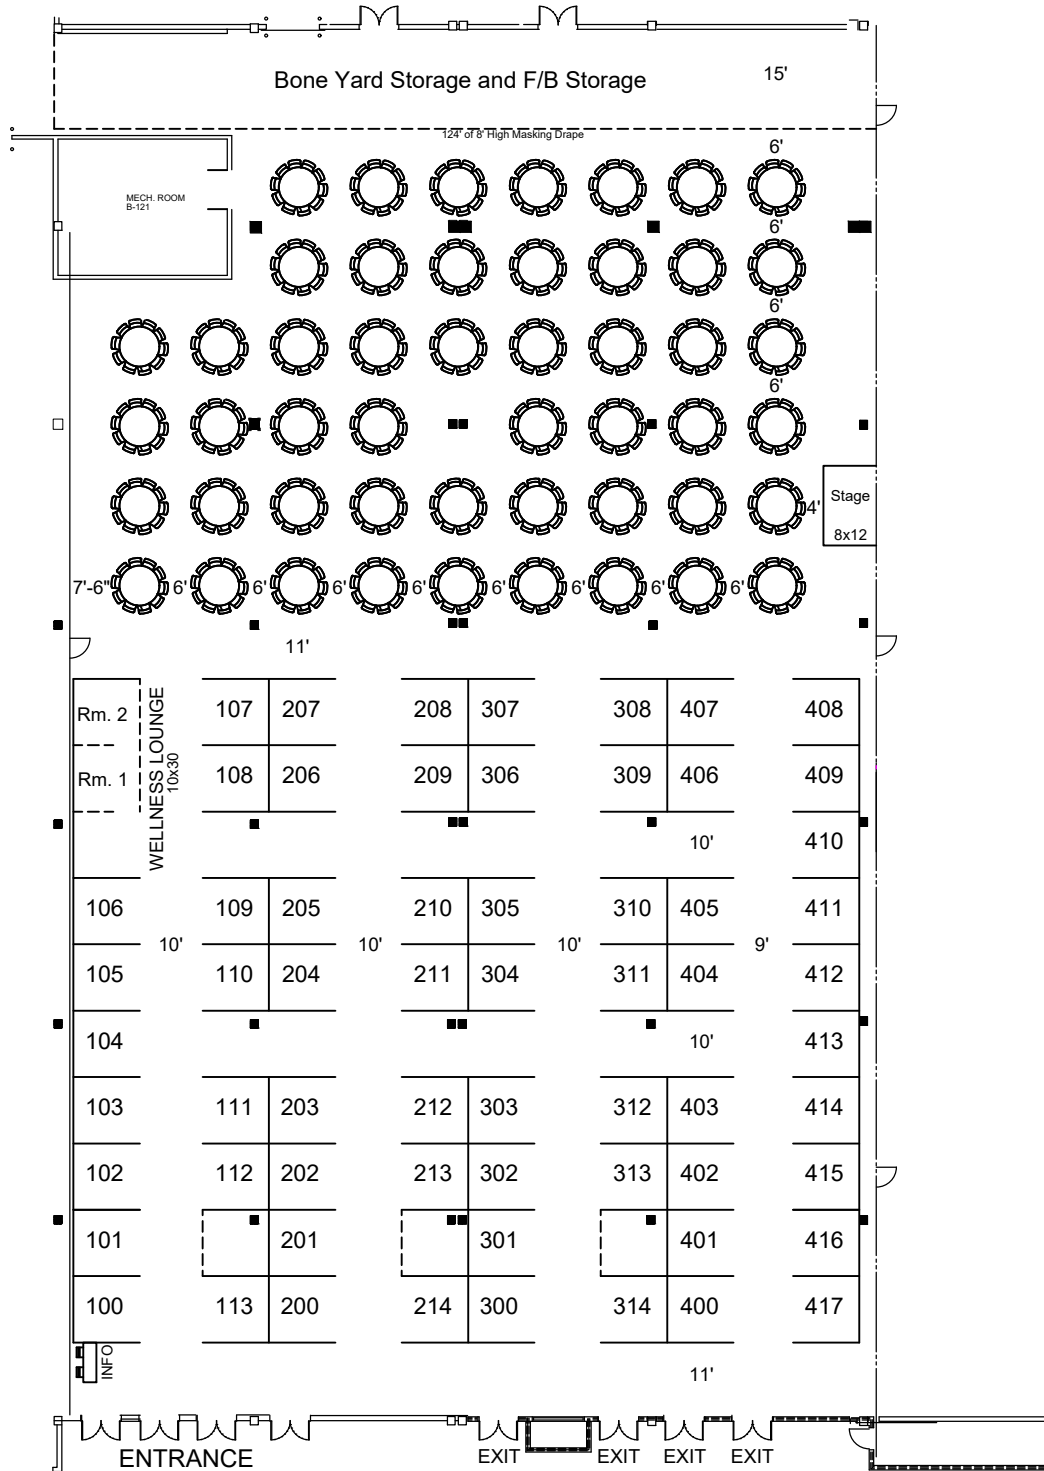 Bone Yard Storage and F/B Storage 15'
124' of 8' High Masking Drape
6'
MECH. ROOM
B-121
6'
6'
6'
Stage
4'
8x12
7'-6" 6' 6' 6' 6' 6' 6' 6' 6'
11'
Rm. 2 107 207 208 307 308 407 408
WELLNESS LOUNGE
10x30
Rm. 1 108 206 209 306 309 406 409
10' 410
106 109 205 210 305 310 405 411
10' 10' 10' 9'
105 110 204 211 304 311 404 412
104 10' 413
103 111 203 212 303 312 403 414
102 112 202 213 302 313 402 415
101 201 301 401 416
100 113 200 214 300 314 400 417
INFO
11'
ENTRANCE EXIT EXIT EXIT EXIT